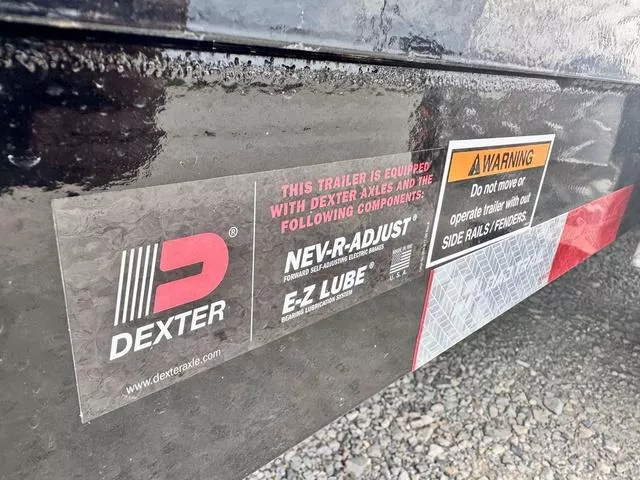 DEXTER®
www.dexteraxle.com
THIS TRAILER IS EQUIPPED
WITH DEXTER AXLES AND THE
FOLLOWING COMPONENTS:
NEV-R-ADJUST®
FORWARD SELF-ADJUSTING ELECTRIC BRAKES
E-Z LUBE®
BEARING LUBRICATION SYSTEM
MADE IN THE
U.S.A.
WARNING
Do not move or
operate trailer with out
SIDE RAILS / FENDERS.